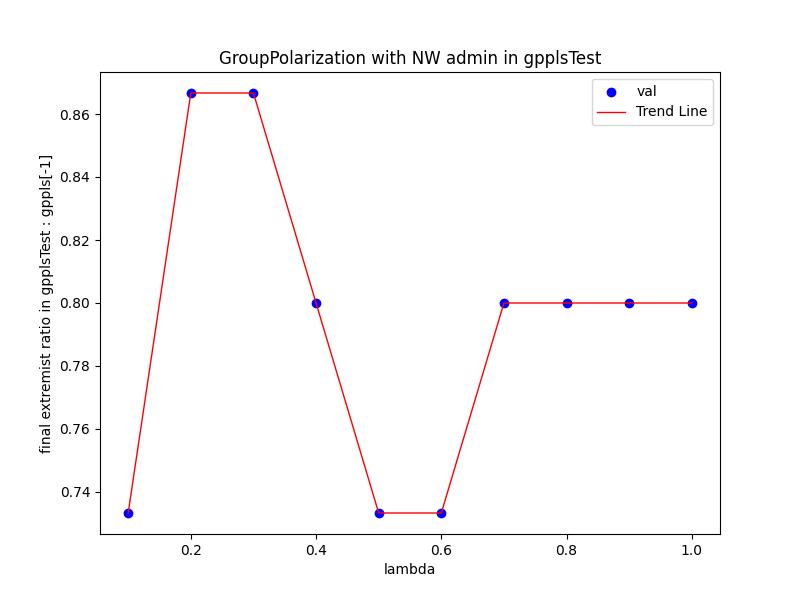 GroupPolarization with NW admin in gpplsTest
val
Trend Line
final extremist ratio in gpplsTest : gppls[-1]
0.86
0.84
0.82
0.80
0.78
0.76
0.74
0.2 0.4 0.6 0.8 1.0
lambda